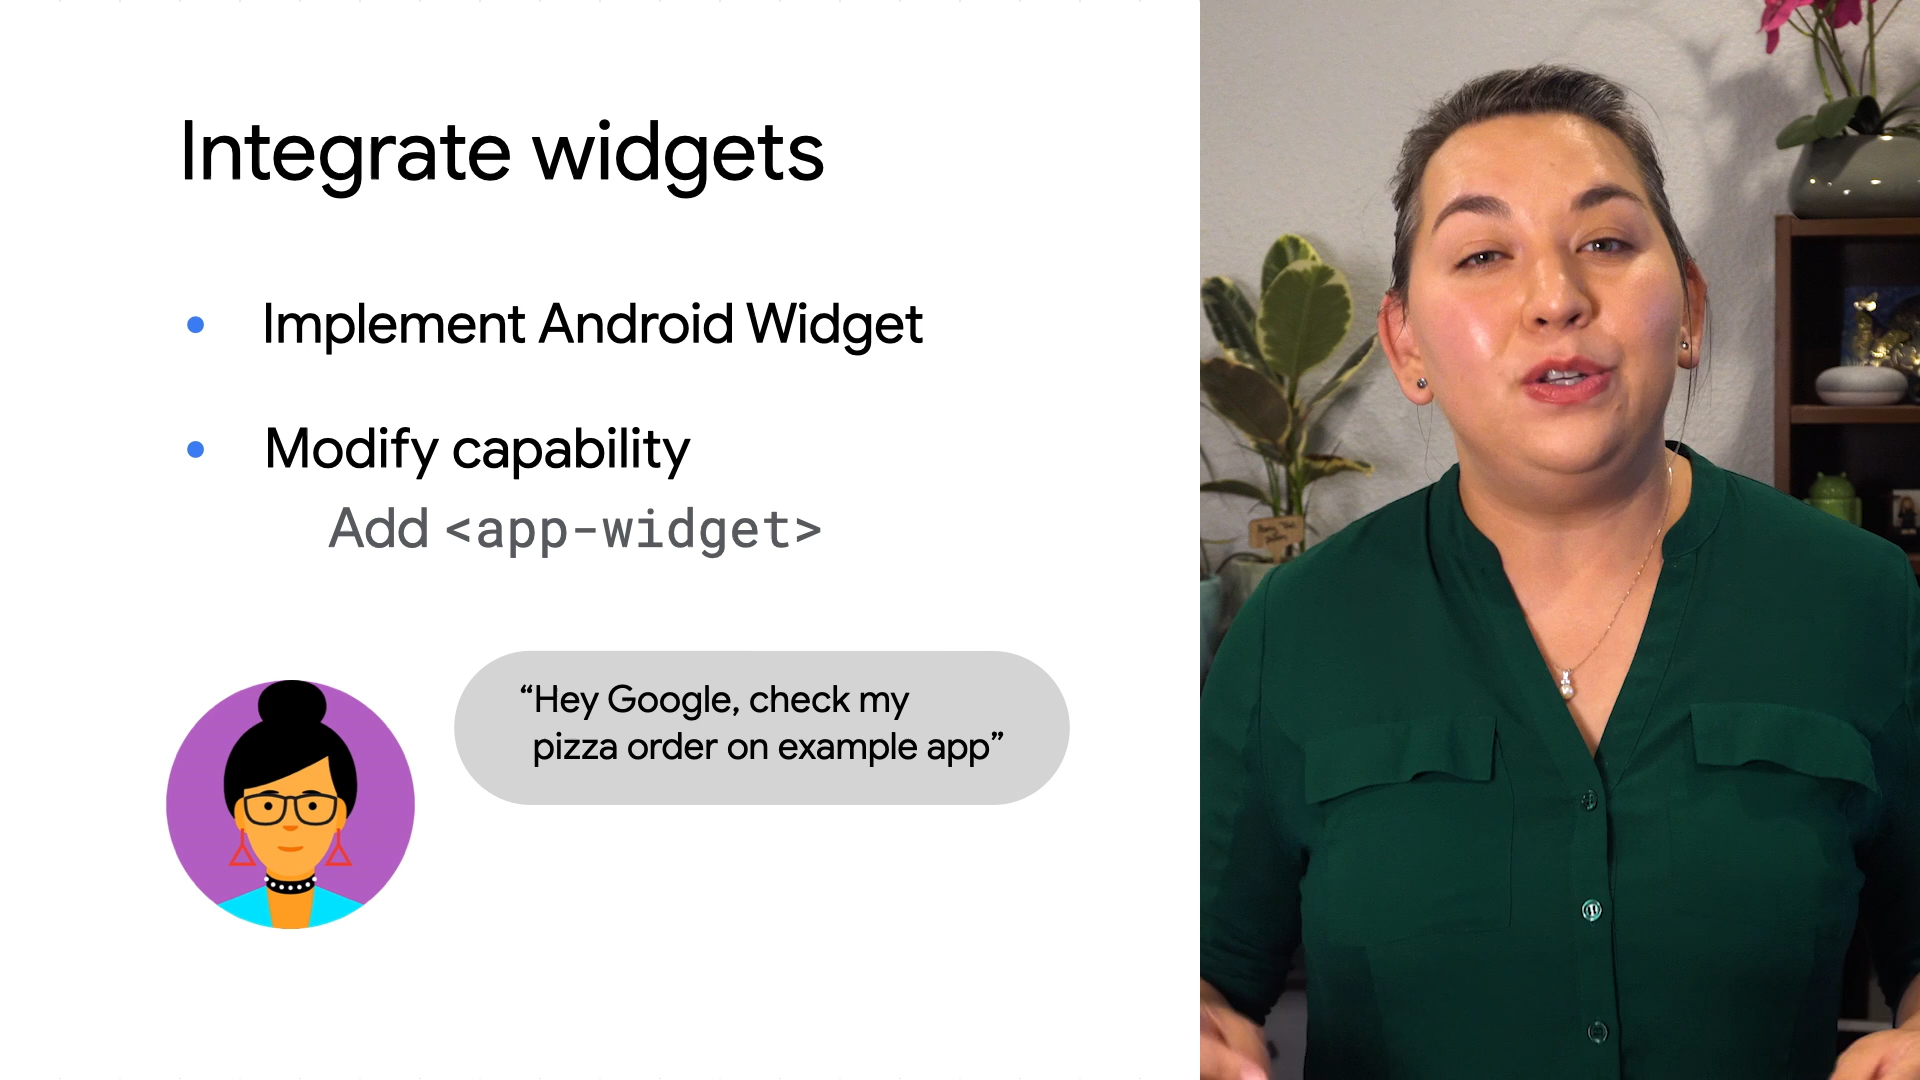 Integrate widgets
• Implement Android Widget
• Modify capability
Add <app-widget>
“Hey Google, check my
pizza order on example app”